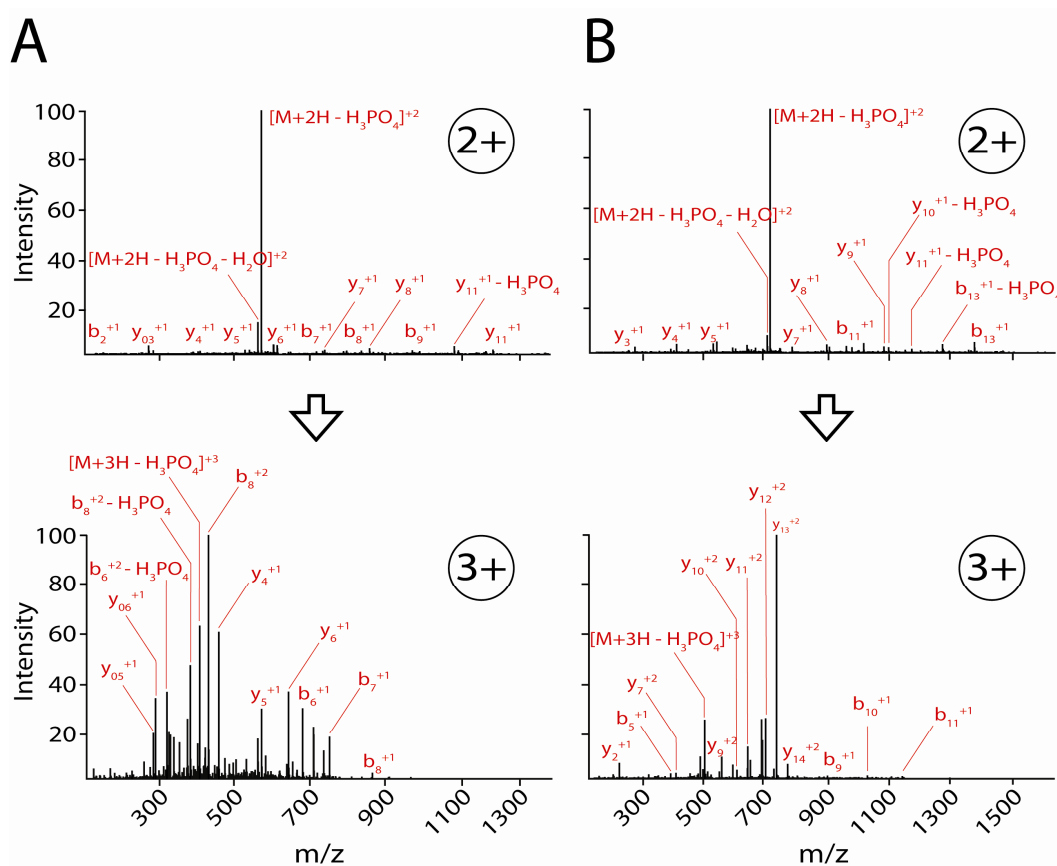 A
B
100
80
60
40
20
Intensity
[M+2H - H₃PO₄]⁺²
2+
[M+2H - H₃PO₄ - H₂O]⁺²
b₂⁺¹
y₀₃⁺¹
y₄⁺¹
y₅⁺¹
y₆⁺¹
b₇⁺¹
y₇⁺¹
b₈⁺¹
y₈⁺¹
b₉⁺¹
y₁₁⁺¹ - H₃PO₄
y₁₁⁺¹
[M+2H - H₃PO₄]⁺²
2+
[M+2H - H₃PO₄ - H₂O]⁺²
y₃⁺¹
y₄⁺¹
y₅⁺¹
y₇⁺¹
y₈⁺¹
b₁₁⁺¹
y₉⁺¹
y₁₀⁺¹ - H₃PO₄
y₁₁⁺¹ - H₃PO₄
b₁₃⁺¹ - H₃PO₄
b₁₃⁺¹
100
80
60
40
20
Intensity
[M+3H - H₃PO₄]⁺³
b₈⁺²
b₈⁺² - H₃PO₄
b₆⁺² - H₃PO₄
y₀₆⁺¹
y₀₅⁺¹
y₄⁺¹
y₅⁺¹
y₆⁺¹
b₆⁺¹
b₇⁺¹
b₈⁺¹
3+
300
500
700
1100
1300
m/z
y₁₂⁺²
y₁₃⁺²
y₁₀⁺²
y₁₁⁺²
[M+3H - H₃PO₄]⁺³
y₇⁺²
b₅⁺¹
y₂⁺¹
y₉⁺²
y₁₄⁺²
b₉⁺¹
b₁₀⁺¹
b₁₁⁺¹
3+
300
500
700
900
1100
1300
1500
m/z